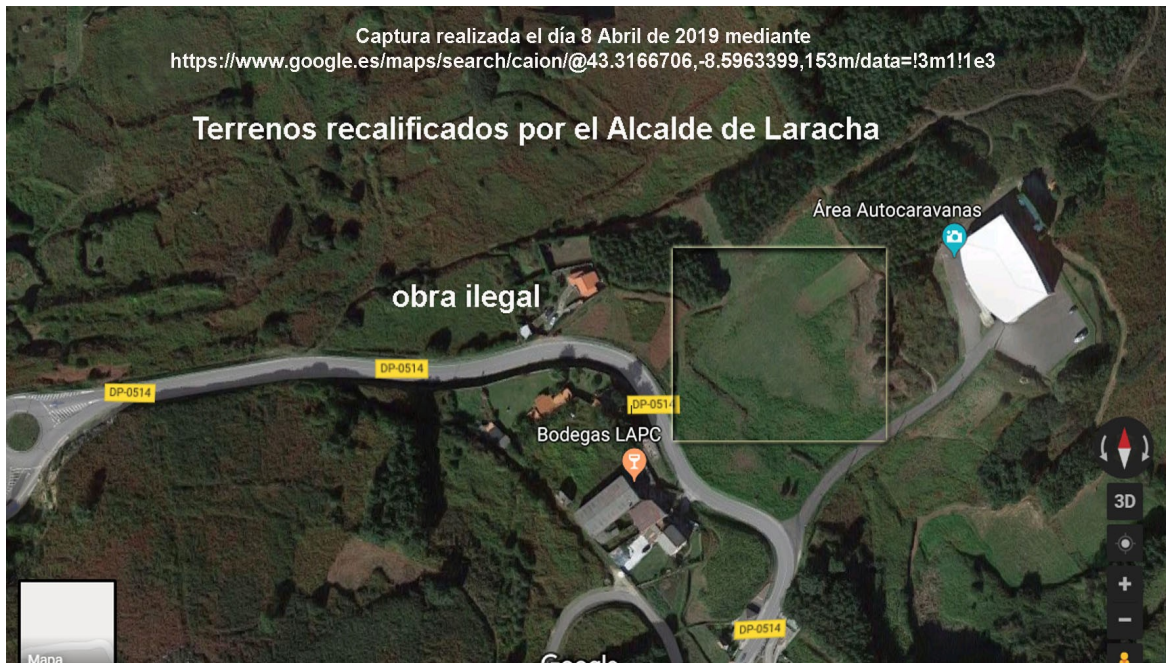 Captura realizada el día 8 Abril de 2019 mediante
https://www.google.es/maps/search/caion/@43.3166706,-8.5963399,153m/data=!3m1!1e3
Terrenos recalificados por el Alcalde de Laracha
Área Autocaravanas
obra ilegal
DP-0514
DP-0514
DP-0514
Bodegas LAPC
3D
+
−
DP-0514
Mapa
Google